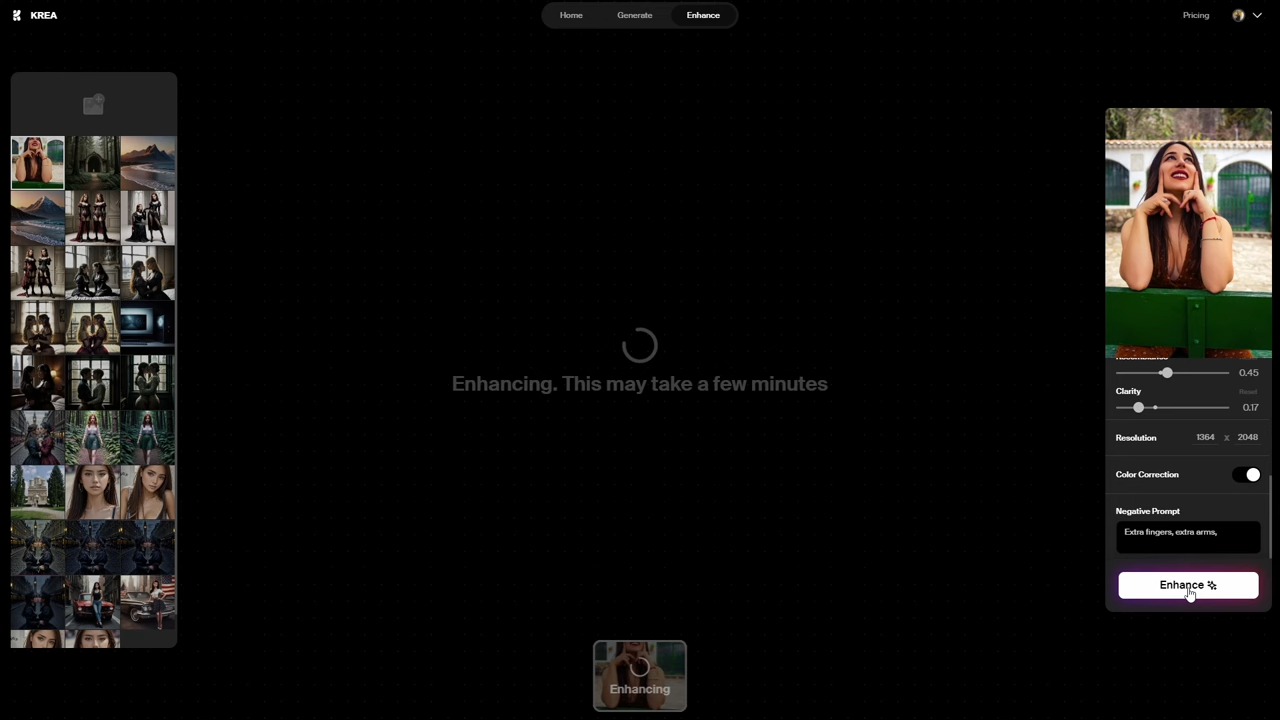 KREA
Home
Generate
Enhance
Pricing
Enhancing. This may take a few minutes
0.45
Clarity
Reset
0.17
Resolution
1364 x 2048
Color Correction
Negative Prompt
Extra fingers, extra arms,
Enhance
Enhancing